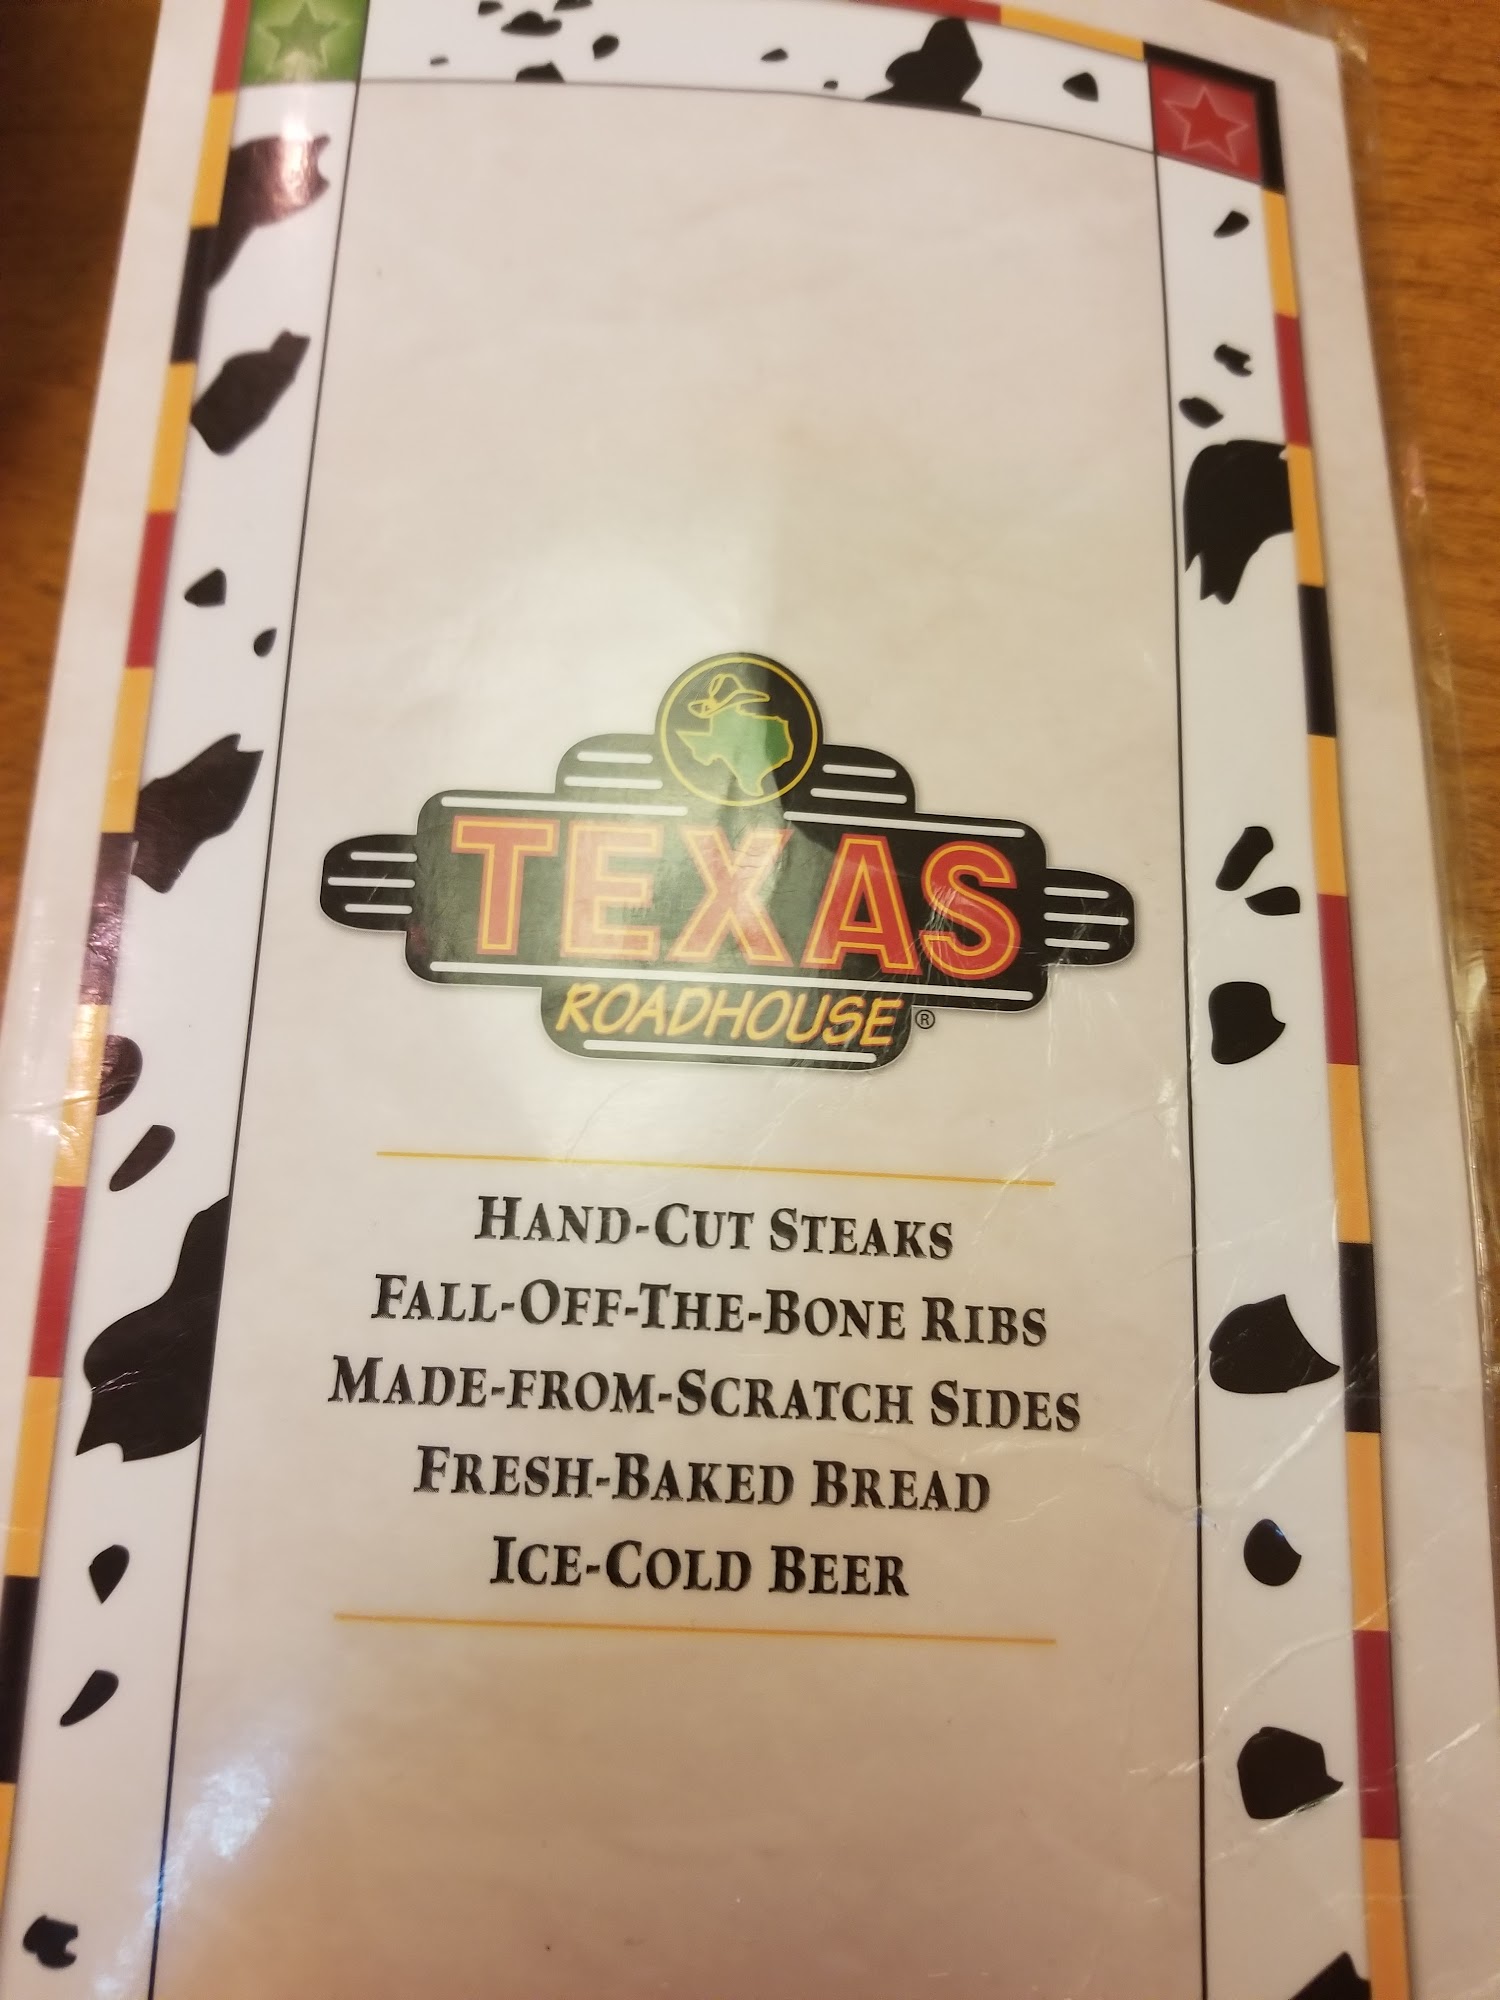 TEXAS
ROADHOUSE ®
HAND-CUT STEAKS
FALL-OFF-THE-BONE RIBS
MADE-FROM-SCRATCH SIDES
FRESH-BAKED BREAD
ICE-COLD BEER